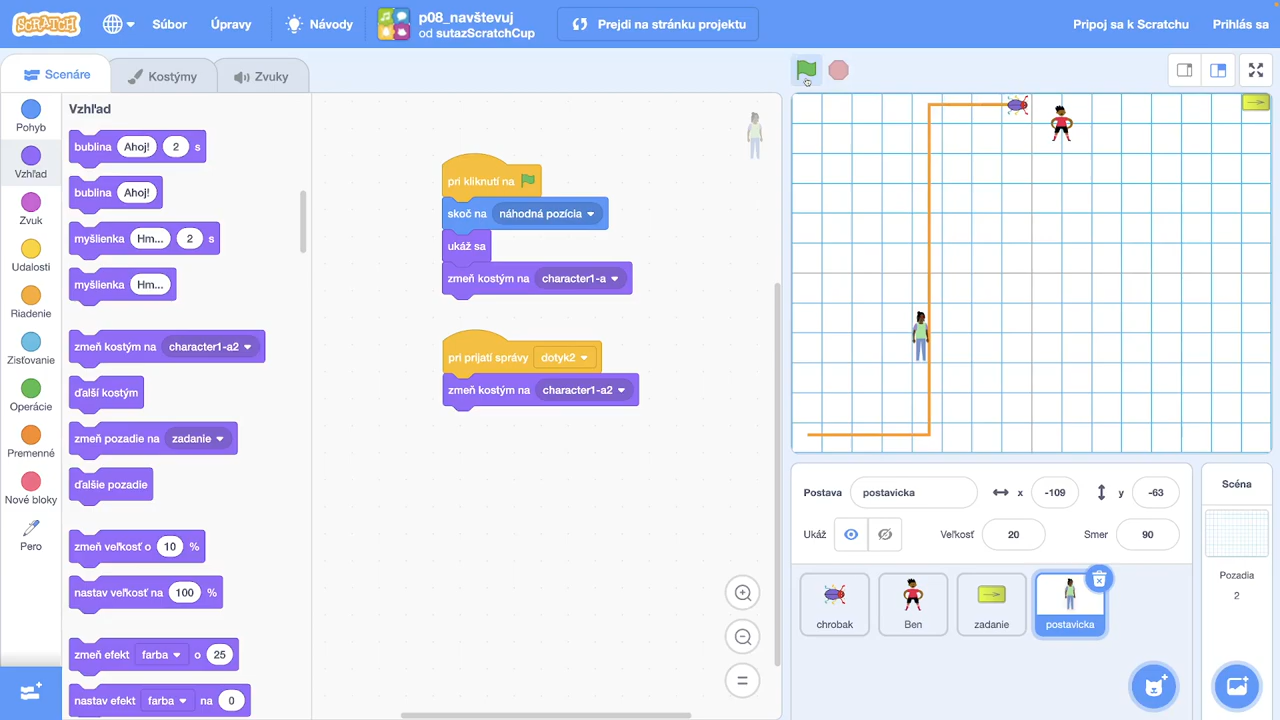 SCRATCH
Súbor
Úpravy
Návody
p08_navštevuj
od sutazScratchCup
Prejdi na stránku projektu
Pripoj sa k Scratchu
Prihlás sa
Scenáre
Kostýmy
Zvuky
Pohyb
Vzhľad
Zvuk
Udalosti
Riadenie
Zisťovanie
Operácie
Premenné
Nové bloky
Pero
Vzhľad
bublina Ahoj! 2 s
bublina Ahoj!
myšlienka Hm... 2 s
myšlienka Hm...
zmeň kostým na character1-a2
ďalší kostým
zmeň pozadie na zadanie
ďalšie pozadie
zmeň veľkosť o 10 %
nastav veľkosť na 100 %
zmeň efekt farba o 25
nastav efekt farba na 0
pri kliknutí na
skoč na náhodná pozícia
ukáž sa
zmeň kostým na character1-a
pri prijatí správy dotyk2
zmeň kostým na character1-a2
Postava postavicka x -109 y -63
Ukáž Veľkosť 20 Smer 90
chrobak
Ben
zadanie
postavicka
Scéna
Pozadia
2